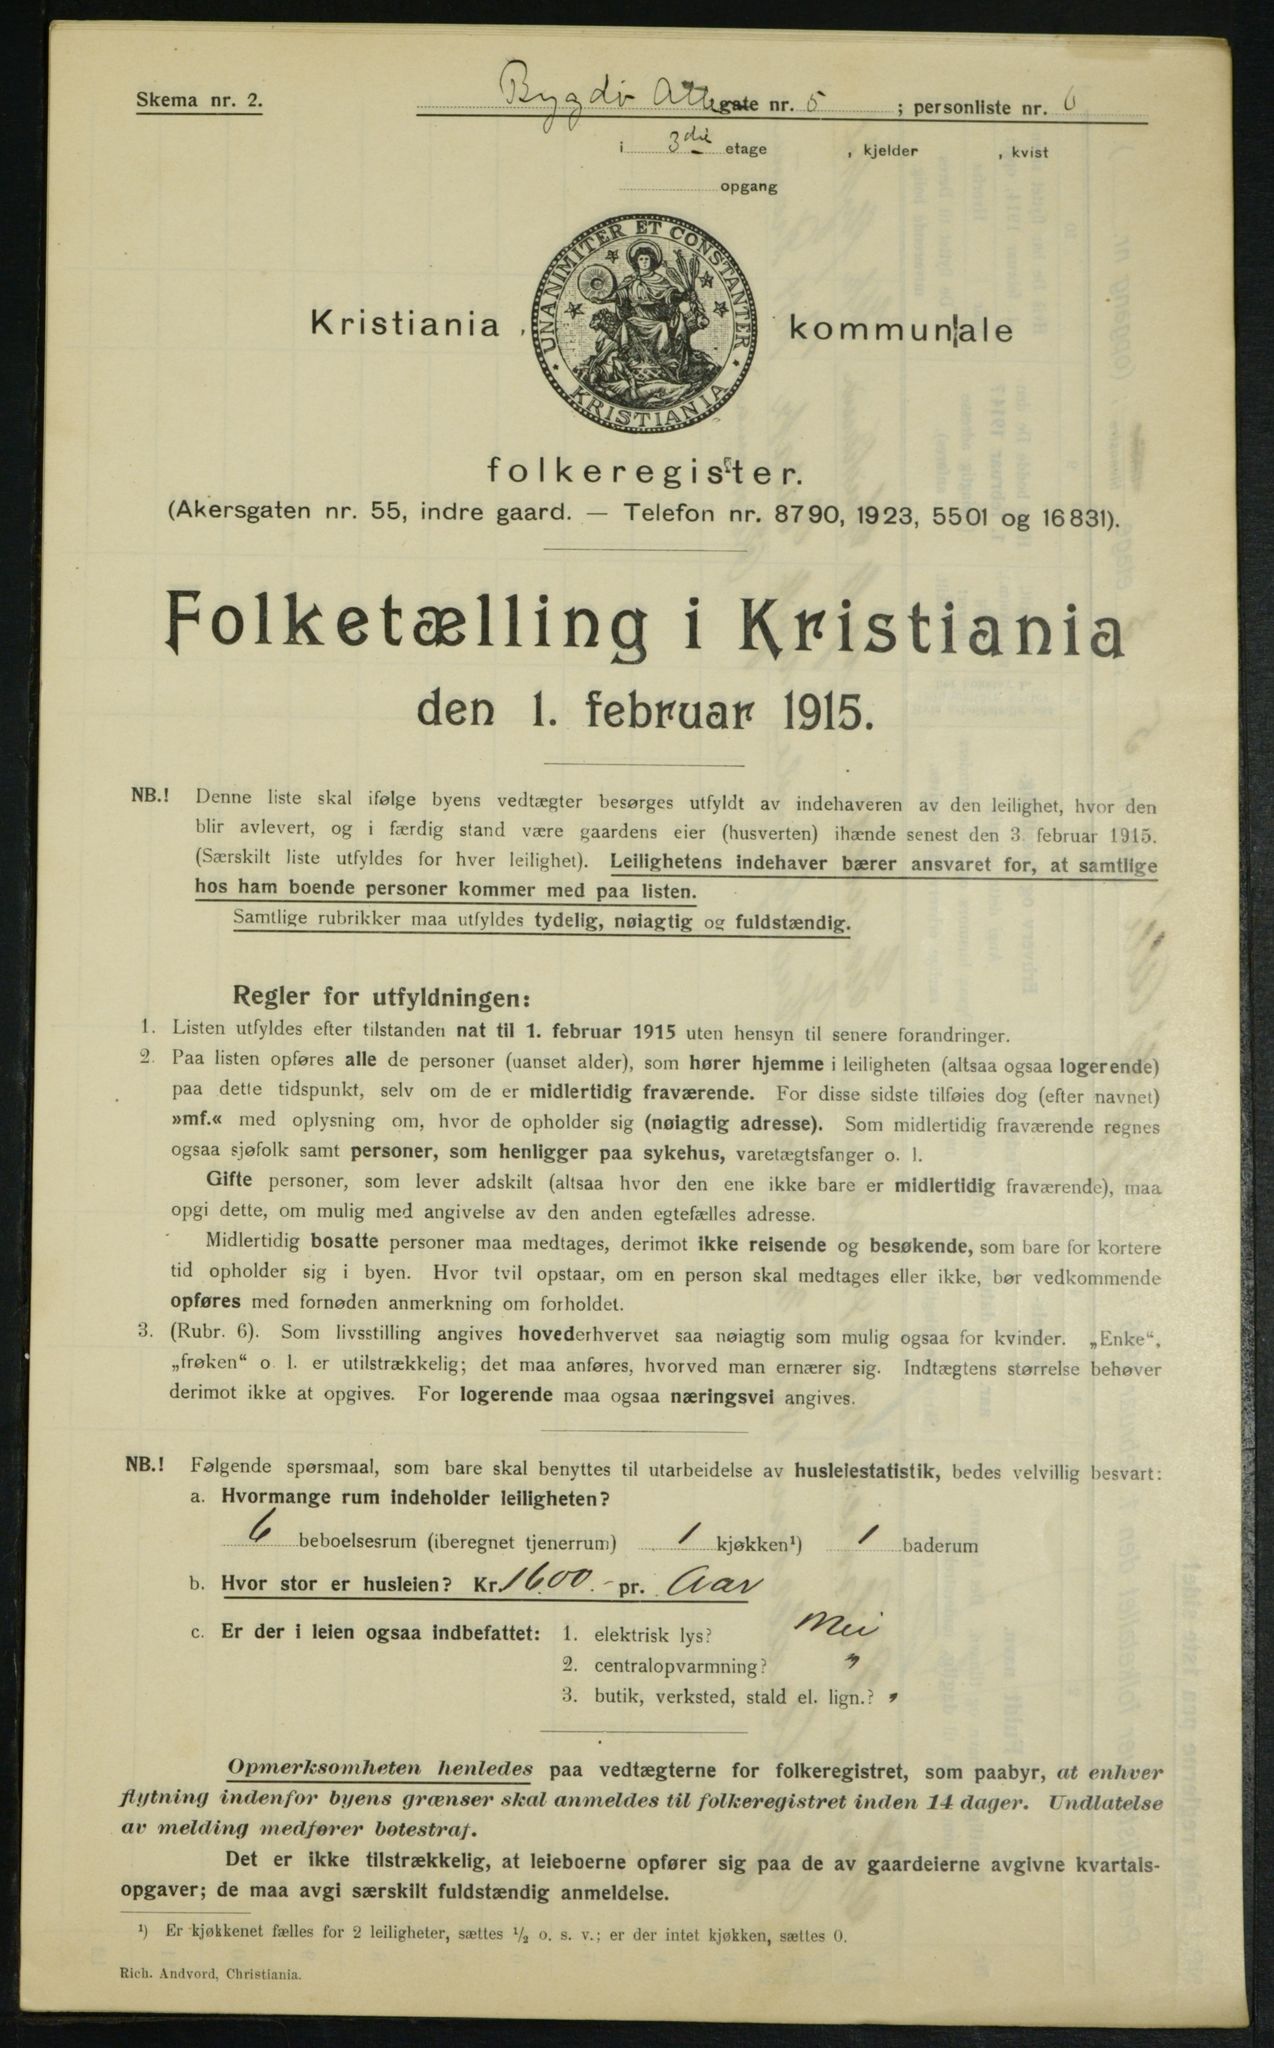 Skema nr. 2.
Bygdö Allegate nr. 5 ; personliste nr. 6
i 3die etage , kjelder , kvist
opgang
UNANIMITER ET CONSTANTER
KRISTIANIA
Kristiania kommunale
folkeregister.
(Akersgaten nr. 55, indre gaard. — Telefon nr. 8790, 1923, 5501 og 16831).
Folketælling i Kristiania
den 1. februar 1915.
NB.! Denne liste skal ifølge byens vedtægter besørges utfyldt av indehaveren av den leilighet, hvor den
blir avlevert, og i færdig stand være gaardens eier (husverten) ihænde senest den 3. februar 1915.
(Særskilt liste utfyldes for hver leilighet). Leilighetens indehaver bærer ansvaret for, at samtlige
hos ham boende personer kommer med paa listen.
Samtlige rubrikker maa utfyldes tydelig, nøiagtig og fuldstændig.
Regler for utfyldningen:
1. Listen utfyldes efter tilstanden nat til 1. februar 1915 uten hensyn til senere forandringer.
2. Paa listen opføres alle de personer (uanset alder), som hører hjemme i leiligheten (altsaa ogsaa logerende)
paa dette tidspunkt, selv om de er midlertidig fraværende. For disse sidste tilføies dog (efter navnet)
»mf.« med oplysning om, hvor de opholder sig (nøiagtig adresse). Som midlertidig fraværende regnes
ogsaa sjøfolk samt personer, som henligger paa sykehus, varetægtsfanger o. l.
Gifte personer, som lever adskilt (altsaa hvor den ene ikke bare er midlertidig fraværende), maa
opgi dette, om mulig med angivelse av den anden egtefælles adresse.
Midlertidig bosatte personer maa medtages, derimot ikke reisende og besøkende, som bare for kortere
tid opholder sig i byen. Hvor tvil opstaar, om en person skal medtages eller ikke, bør vedkommende
opføres med fornøden anmerkning om forholdet.
3. (Rubr. 6). Som livsstilling angives hovederhvervet saa nøiagtig som mulig ogsaa for kvinder. „Enke“,
„frøken“ o. l. er utilstrækkelig; det maa anføres, hvorved man ernærer sig. Indtægtens størrelse behøver
derimot ikke at opgives. For logerende maa ogsaa næringsvei angives.
NB.! Følgende spørsmaal, som bare skal benyttes til utarbeidelse av husleiestatistik, bedes velvillig besvart:
a. Hvormange rum indeholder leiligheten?
6 beboelsesrum (iberegnet tjenerrum) 1 kjøkken¹) 1 baderum
b. Hvor stor er husleien? Kr. 1600.- pr. Aar
c. Er der i leien ogsaa indbefattet: 1. elektrisk lys? Nei
2. centralopvarmning? "
3. butik, verksted, stald el. lign.? "
Opmerksomheten henledes paa vedtægterne for folkeregistret, som paabyr, at enhver
flytning indenfor byens grænser skal anmeldes til folkeregistret inden 14 dager. Undlatelse
av melding medfører bøtestraf.
Det er ikke tilstrækkelig, at leieboerne opfører sig paa de av gaardeierne avgivne kvartals-
opgaver; de maa avgi særskilt fuldstændig anmeldelse.
¹) Er kjøkkenet fælles for 2 leiligheter, sættes ½ o. s. v.; er der intet kjøkken, sættes 0.
Rich. Andvord, Christiania.